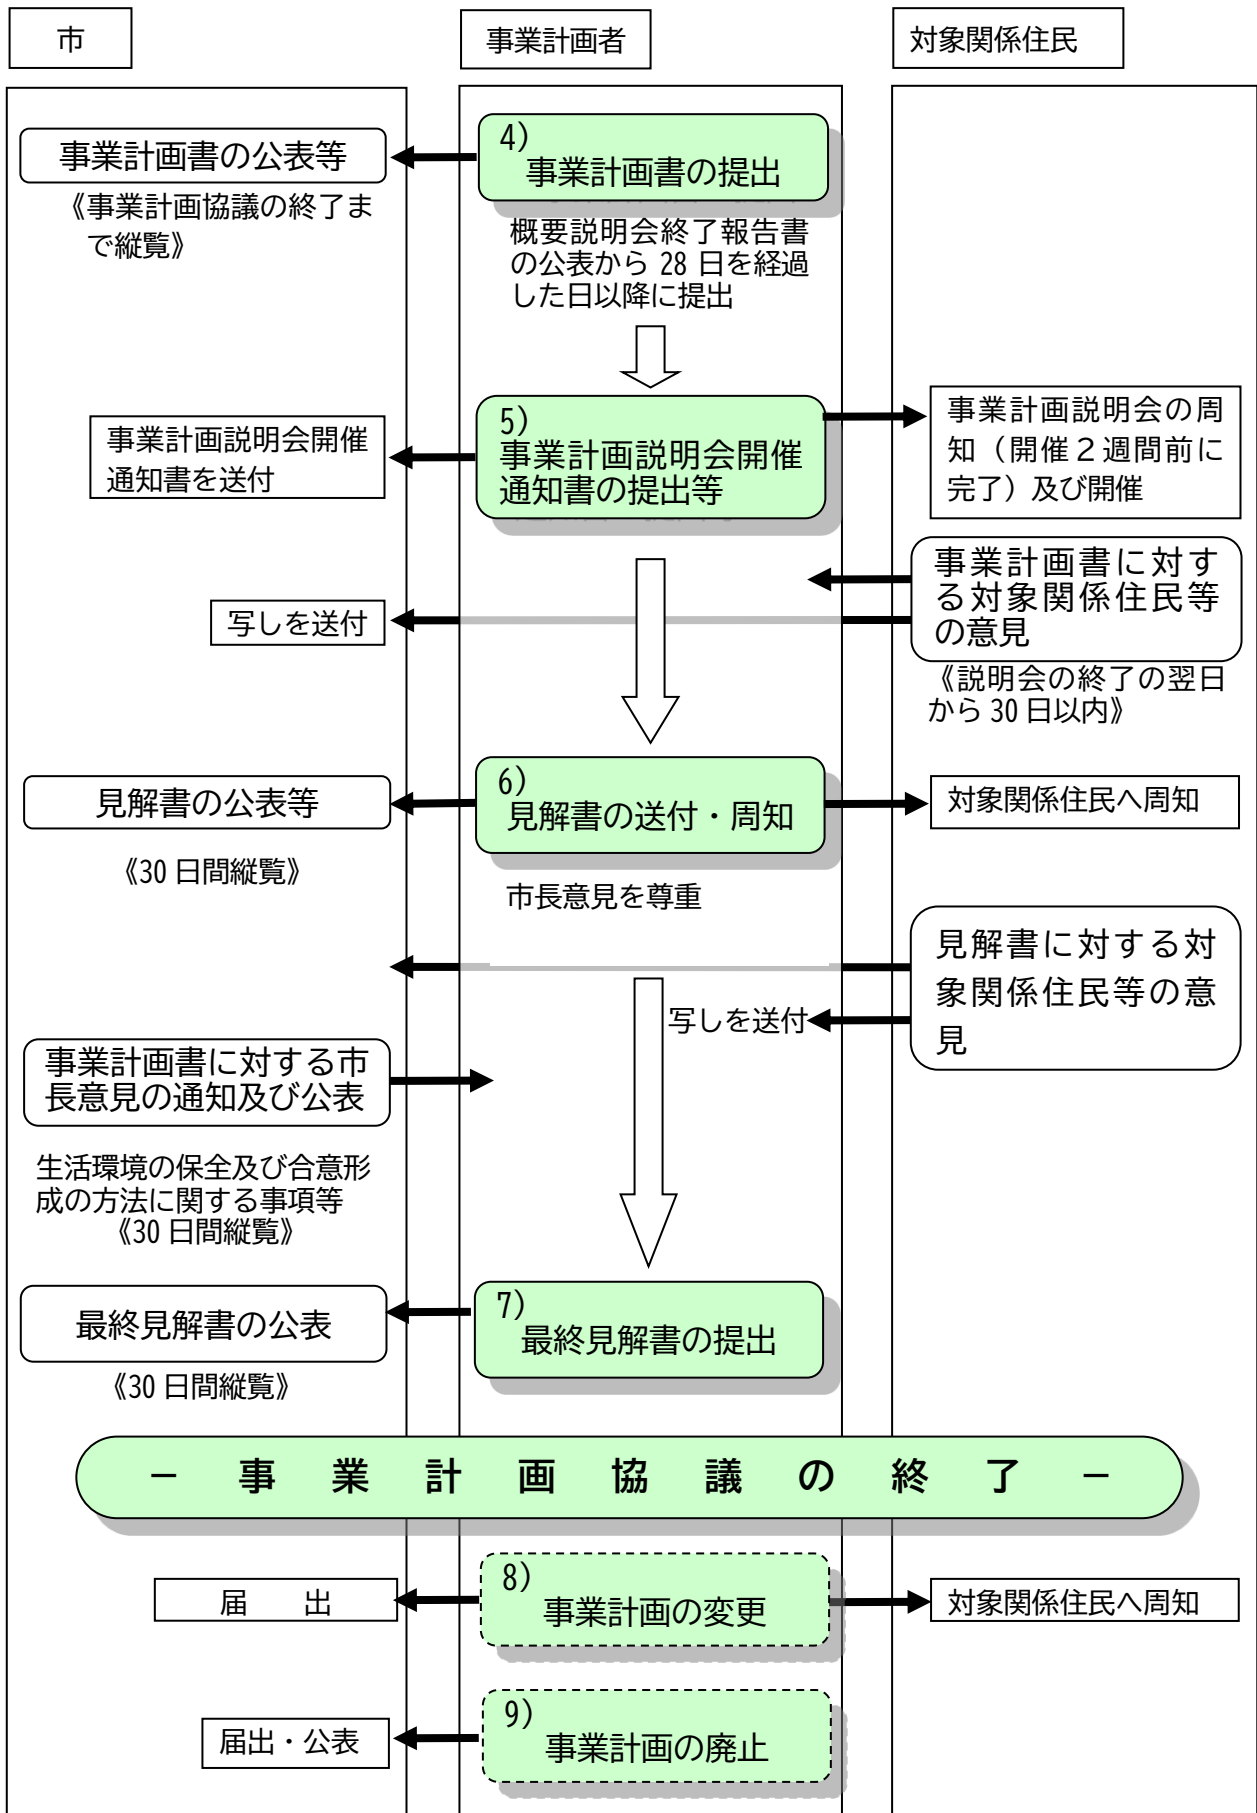 市
事業計画者
対象関係住民
4)
事業計画書の提出
事業計画書の公表等
《事業計画協議の終了ま
で縦覧》
概要説明会終了報告書
の公表から 28 日を経過
した日以降に提出
5)
事業計画説明会開催
通知書の提出等
事業計画説明会開催
通知書を送付
事業計画説明会の周
知（開催２週間前に
完了）及び開催
事業計画書に対す
る対象関係住民等
の意見
写しを送付
《説明会の終了の翌日
から 30 日以内》
6)
見解書の送付・周知
見解書の公表等
対象関係住民へ周知
《30 日間縦覧》
市長意見を尊重
見解書に対する対
象関係住民等の意
見
写しを送付
事業計画書に対する市
長意見の通知及び公表
生活環境の保全及び合意形
成の方法に関する事項等
《30 日間縦覧》
7)
最終見解書の提出
最終見解書の公表
《30 日間縦覧》
－　事　業　計　画　協　議　の　終　了　－
8)
事業計画の変更
届　　出
対象関係住民へ周知
9)
事業計画の廃止
届出・公表